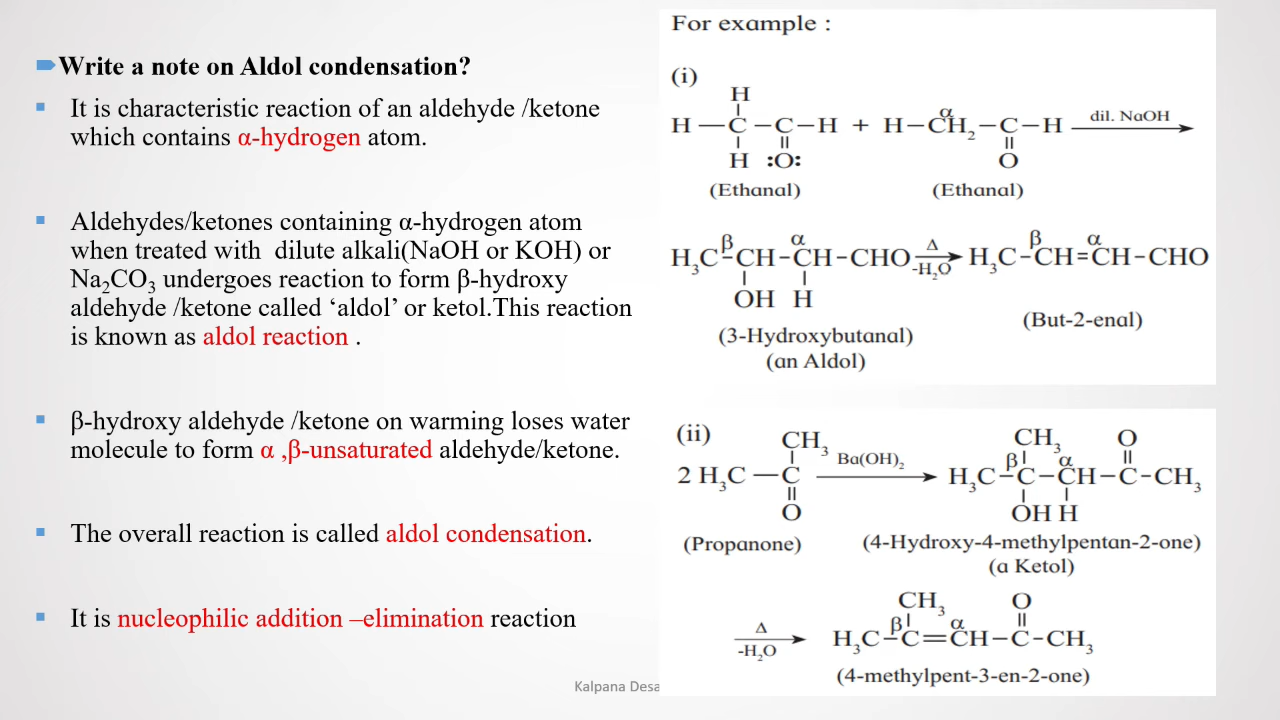 Write a note on Aldol condensation?
It is characteristic reaction of an aldehyde /ketone
which contains α-hydrogen atom.
Aldehydes/ketones containing α-hydrogen atom
when treated with dilute alkali(NaOH or KOH) or
Na₂CO₃ undergoes reaction to form β-hydroxy
aldehyde /ketone called ‘aldol’ or ketol.This reaction
is known as aldol reaction .
β-hydroxy aldehyde /ketone on warming loses water
molecule to form α ,β-unsaturated aldehyde/ketone.
The overall reaction is called aldol condensation.
It is nucleophilic addition –elimination reaction
Kalpana Desa
For example :
(i)
H
α
H—C–C–H + H–CH₂–C–H dil. NaOH
H :O: O
(Ethanal) (Ethanal)
β α Δ β α
H₃C–CH–CH–CHO -H₂O H₃C–CH=CH–CHO
OH H
(3-Hydroxybutanal) (But-2-enal)
(an Aldol)
(ii)
CH₃ Ba(OH)₂ CH₃ O
β α
2 H₃C—C H₃C–C–CH–C–CH₃
O OH H
(Propanone) (4-Hydroxy-4-methylpentan-2-one)
(a Ketol)
CH₃ O
Δ β α
-H₂O H₃C–C=CH–C–CH₃
(4-methylpent-3-en-2-one)